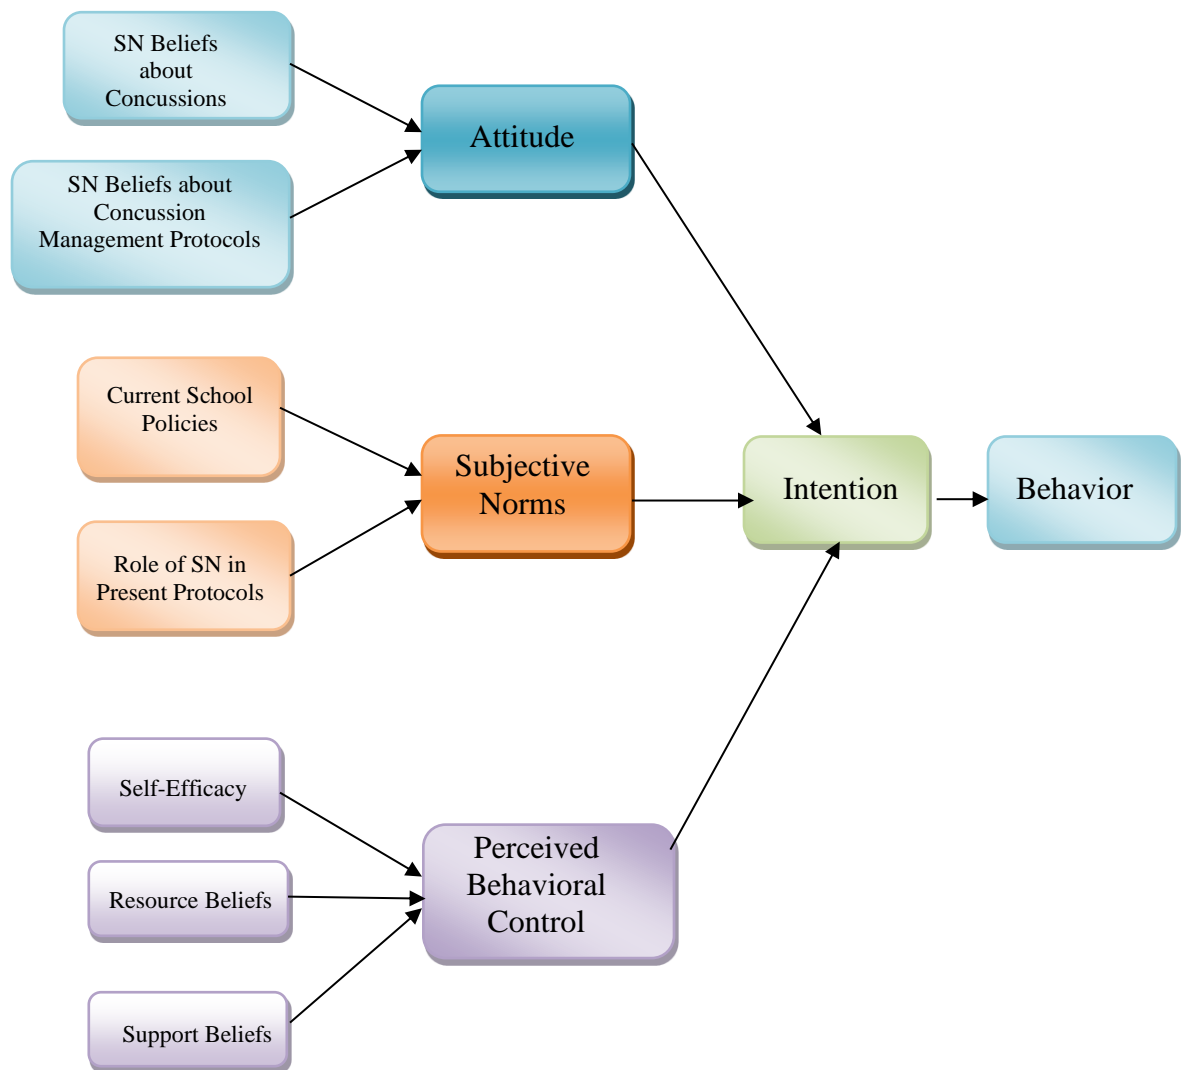 SN Beliefs
about
Concussions
Attitude
SN Beliefs about
Concussion
Management Protocols
Current School
Policies
Subjective
Norms
Intention
Behavior
Role of SN in
Present Protocols
Self-Efficacy
Perceived
Behavioral
Control
Resource Beliefs
Support Beliefs